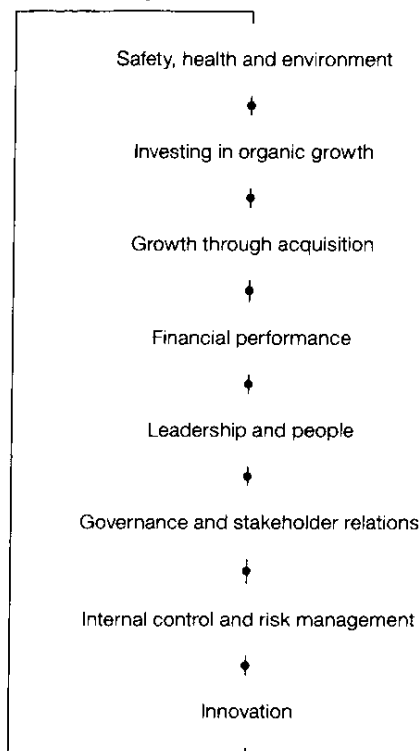 Safety, health and environment
Investing in organic growth
Growth through acquisition
Financial performance
Leadership and people
Governance and stakeholder relations
Internal control and risk management
Innovation